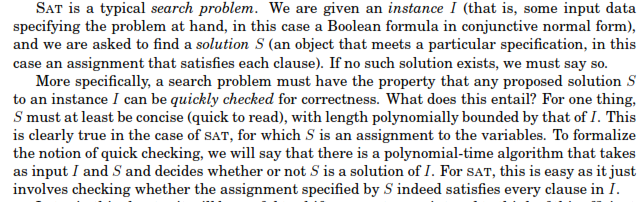 SAT is a typical search problem. We are given an instance I (that is, some input data
specifying the problem at hand, in this case a Boolean formula in conjunctive normal form),
and we are asked to find a solution S (an object that meets a particular specification, in this
case an assignment that satisfies each clause). If no such solution exists, we must say so.
More specifically, a search problem must have the property that any proposed solution S
to an instance I can be quickly checked for correctness. What does this entail? For one thing,
S must at least be concise (quick to read), with length polynomially bounded by that of I. This
is clearly true in the case of SAT, for which S is an assignment to the variables. To formalize
the notion of quick checking, we will say that there is a polynomial-time algorithm that takes
as input I and S and decides whether or not S is a solution of I. For SAT, this is easy as it just
involves checking whether the assignment specified by S indeed satisfies every clause in I.